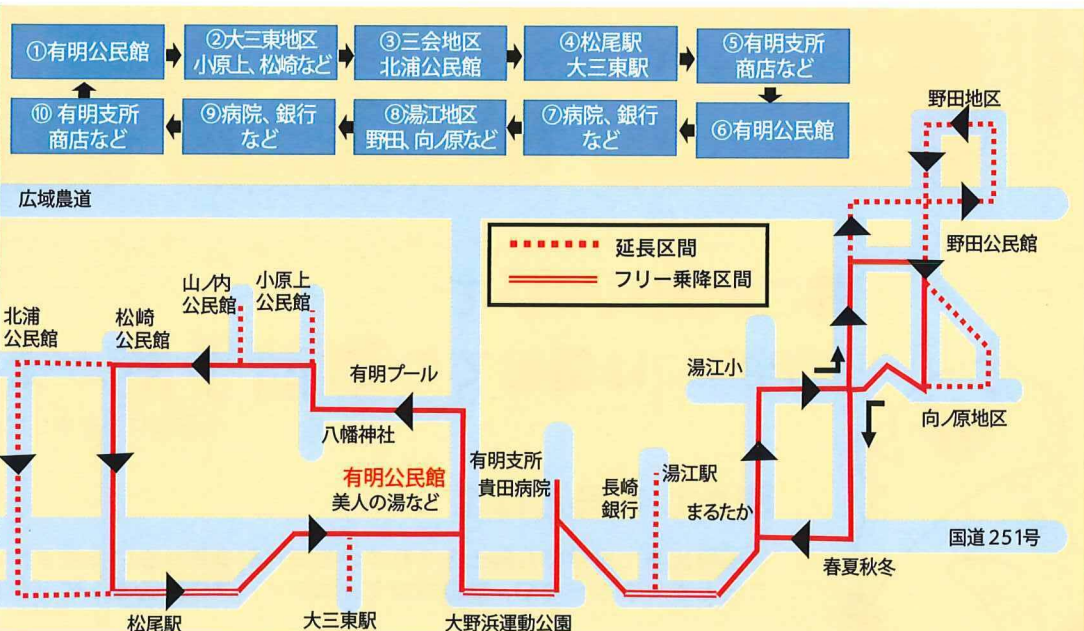 ①有明公民館
②大三東地区
小原上、松崎など
③三会地区
北浦公民館
④松尾駅
大三東駅
⑤有明支所
商店など
⑩有明支所
商店など
⑨病院、銀行
など
⑧湯江地区
野田、向ノ原など
⑦病院、銀行
など
⑥有明公民館
野田地区
広域農道
延長区間
フリー乗降区間
野田公民館
山ノ内
公民館
小原上
公民館
北浦
公民館
松崎
公民館
有明プール
湯江小
八幡神社
向ノ原地区
有明公民館
美人の湯など
有明支所
貴田病院
長崎
銀行
湯江駅
まるたか
国道251号
春夏秋冬
松尾駅
大三東駅
大野浜運動公園